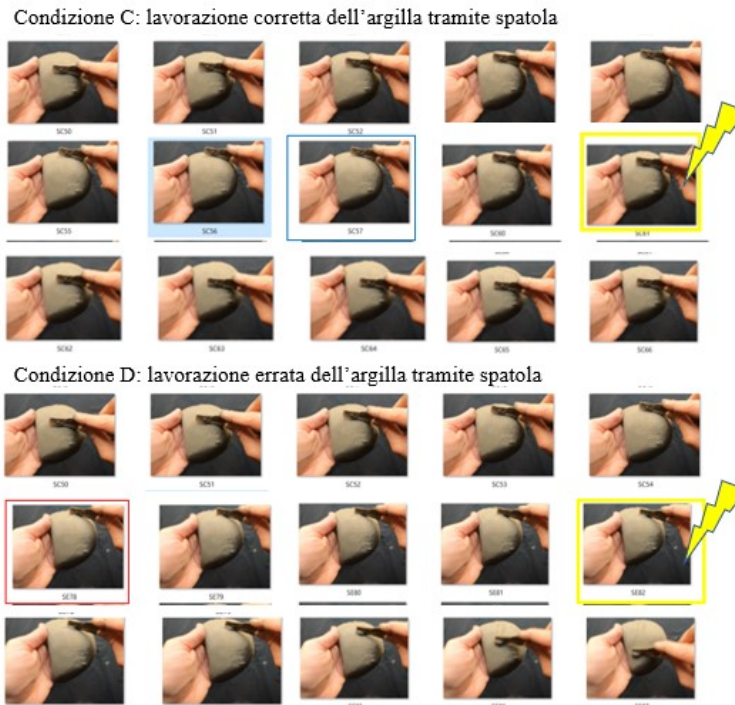 Condizione C: lavorazione corretta dell'argilla tramite spatola
SC50 SC51 SC52
SC55 SC56 SC57 SC60 SC61
SC62 SC63 SC64 SC65 SC66
Condizione D: lavorazione errata dell'argilla tramite spatola
SC50 SC51 SC52 SC53 SC54
SE78 SE79 SE80 SE81 SE82